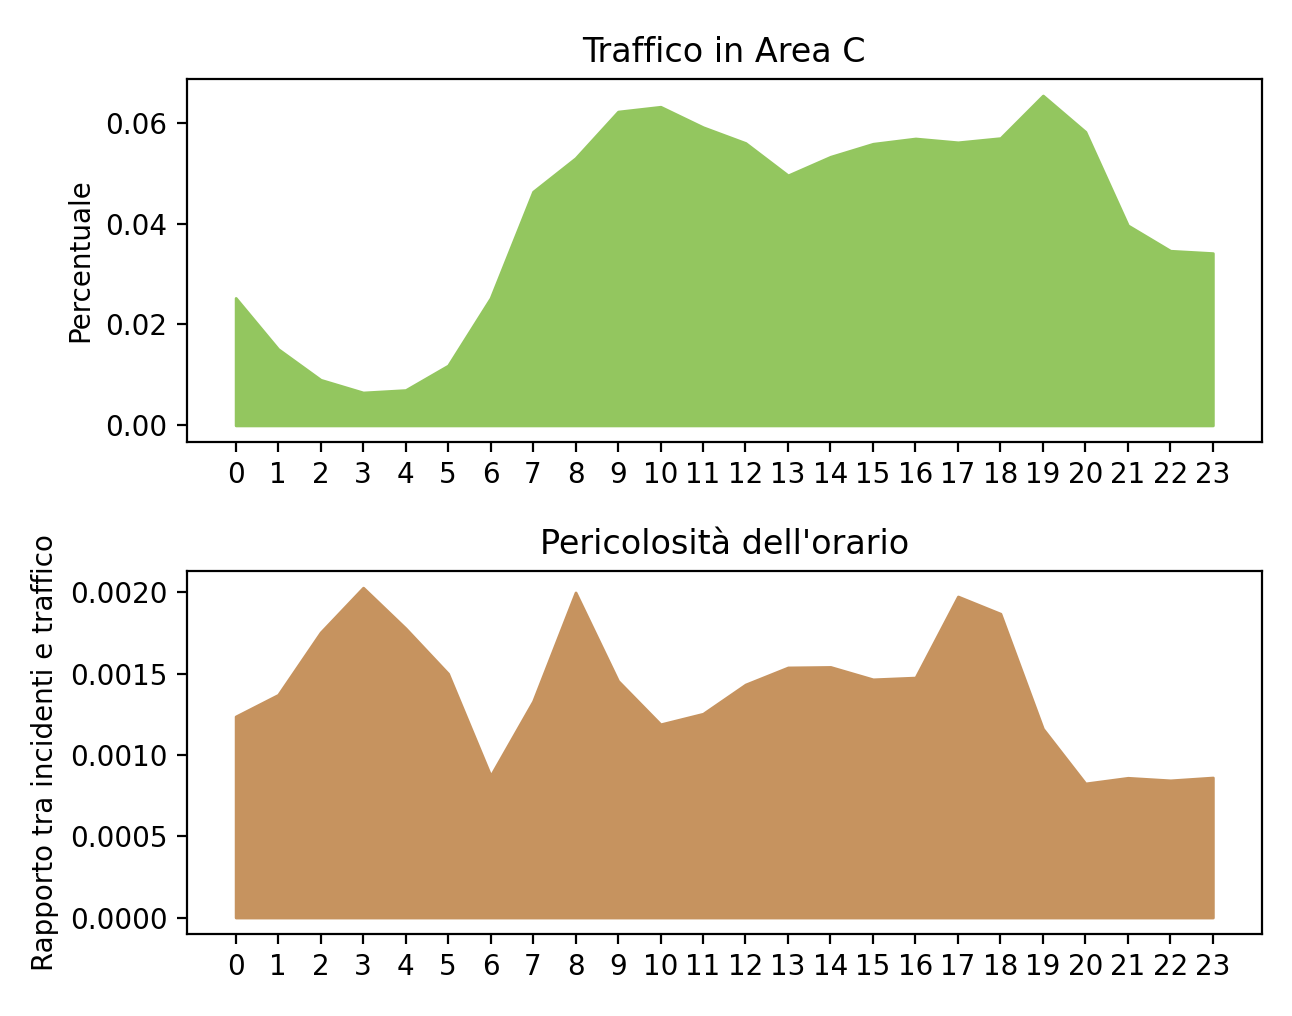 Traffico in Area C
Percentuale
0.06
0.04
0.02
0.00
0 1 2 3 4 5 6 7 8 9 10 11 12 13 14 15 16 17 18 19 20 21 22 23
Pericolosità dell'orario
Rapporto tra incidenti e traffico
0.0020
0.0015
0.0010
0.0005
0.0000
0 1 2 3 4 5 6 7 8 9 10 11 12 13 14 15 16 17 18 19 20 21 22 23